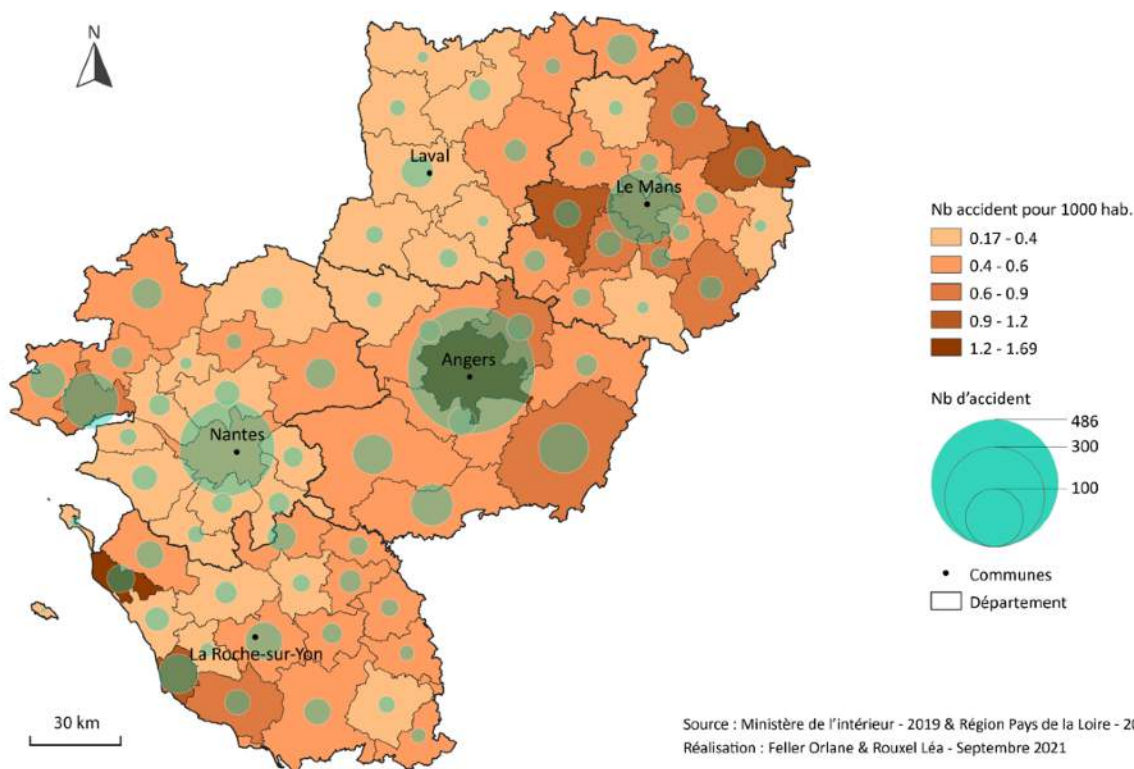 N
Laval
Le Mans
Angers
Nantes
La Roche-sur-Yon
30 km
Nb accident pour 1000 hab.
0.17 - 0.4
0.4 - 0.6
0.6 - 0.9
0.9 - 1.2
1.2 - 1.69
Nb d'accident
486
300
100
Communes
Département
Source : Ministère de l'intérieur - 2019 & Région Pays de la Loire -
Réalisation : Feller Orlane & Rouxel Léa - Septembre 2021